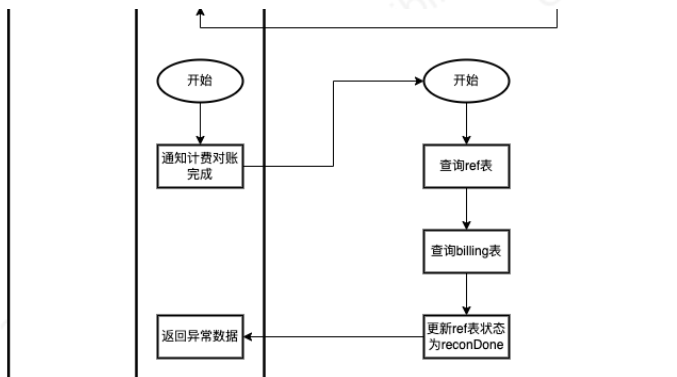 开始
通知计费对账
完成
返回异常数据
开始
查询ref表
查询billing表
更新ref表状态
为reconDone